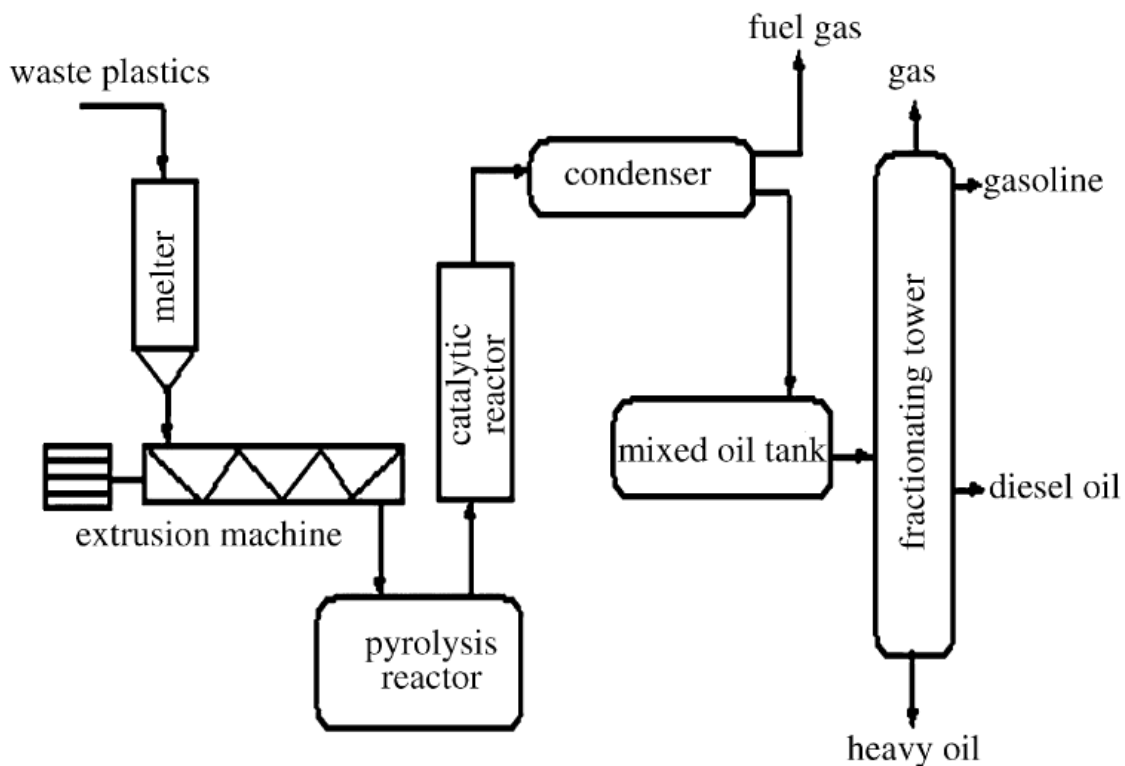 fuel gas
waste plastics
gas
condenser
gasoline
melter
catalytic
reactor
fractionating tower
mixed oil tank
diesel oil
extrusion machine
pyrolysis
reactor
heavy oil